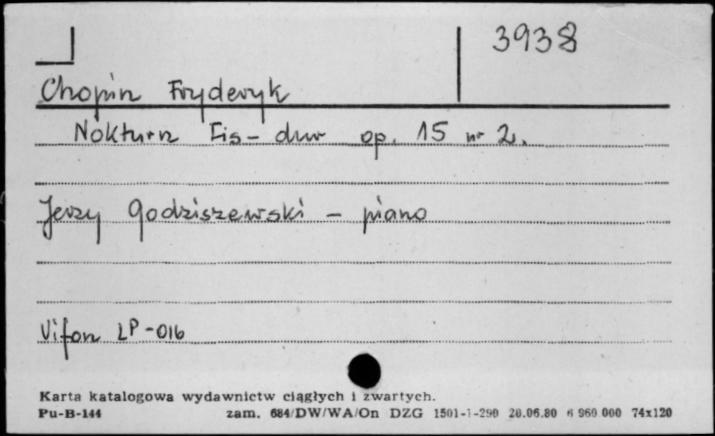 3938
Chopin Fryderyk
Nokturn Fis-dur op. 15 nr 2.
Jerzy Godziszewski - piano
Vifon LP-016
Karta katalogowa wydawnictw ciągłych i zwartych.
Pu-B-144 zam. 684/DW/WA/On DZG 1501-1-290 20.06.80 6 960 000 74x120